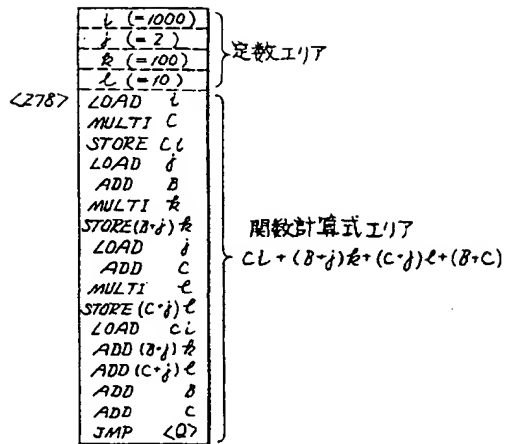 i (=1000)
j (=2)
k (=100)
l (=10)
定数エリア
<278> LOAD i
MULTI C
STORE Ci
LOAD j
ADD B
MULTI k
STORE(B+j)k
LOAD j
ADD C
MULTI l
STORE(C+j)l
LOAD Ci
ADD(B+j)k
ADD(C+j)l
ADD B
ADD C
JMP <Q>
関数計算式エリア
Ci+(B+j)k+(C+j)l+(B+C)